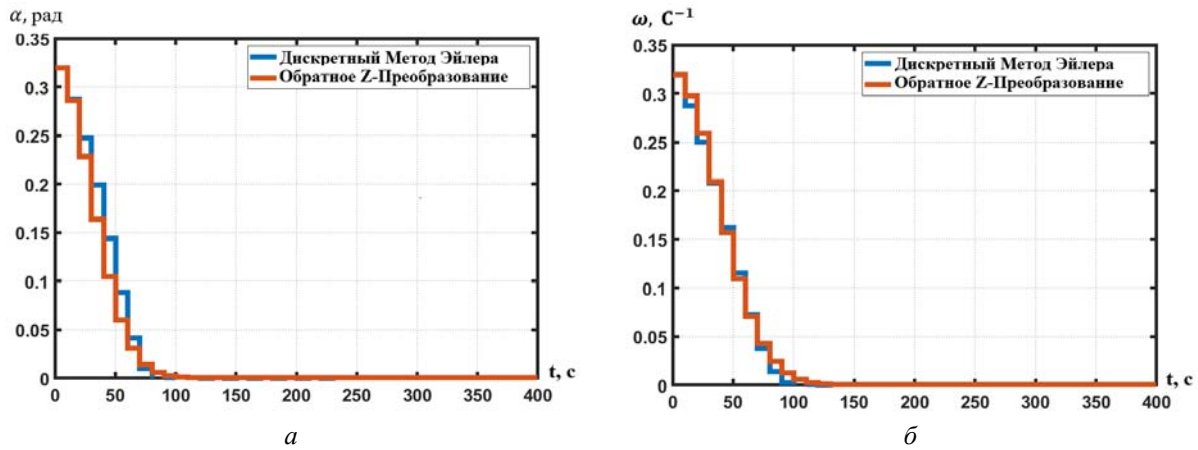 α, рад
0.35
0.3
0.25
0.2
0.15
0.1
0.05
0
0 50 100 150 200 250 300 350 400
t, с
Дискретный Метод Эйлера
Обратное Z-Преобразование
а
ω, С⁻¹
0.35
0.3
0.25
0.2
0.15
0.1
0.05
0
0 50 100 150 200 250 300 350 400
t, с
Дискретный Метод Эйлера
Обратное Z-Преобразование
б